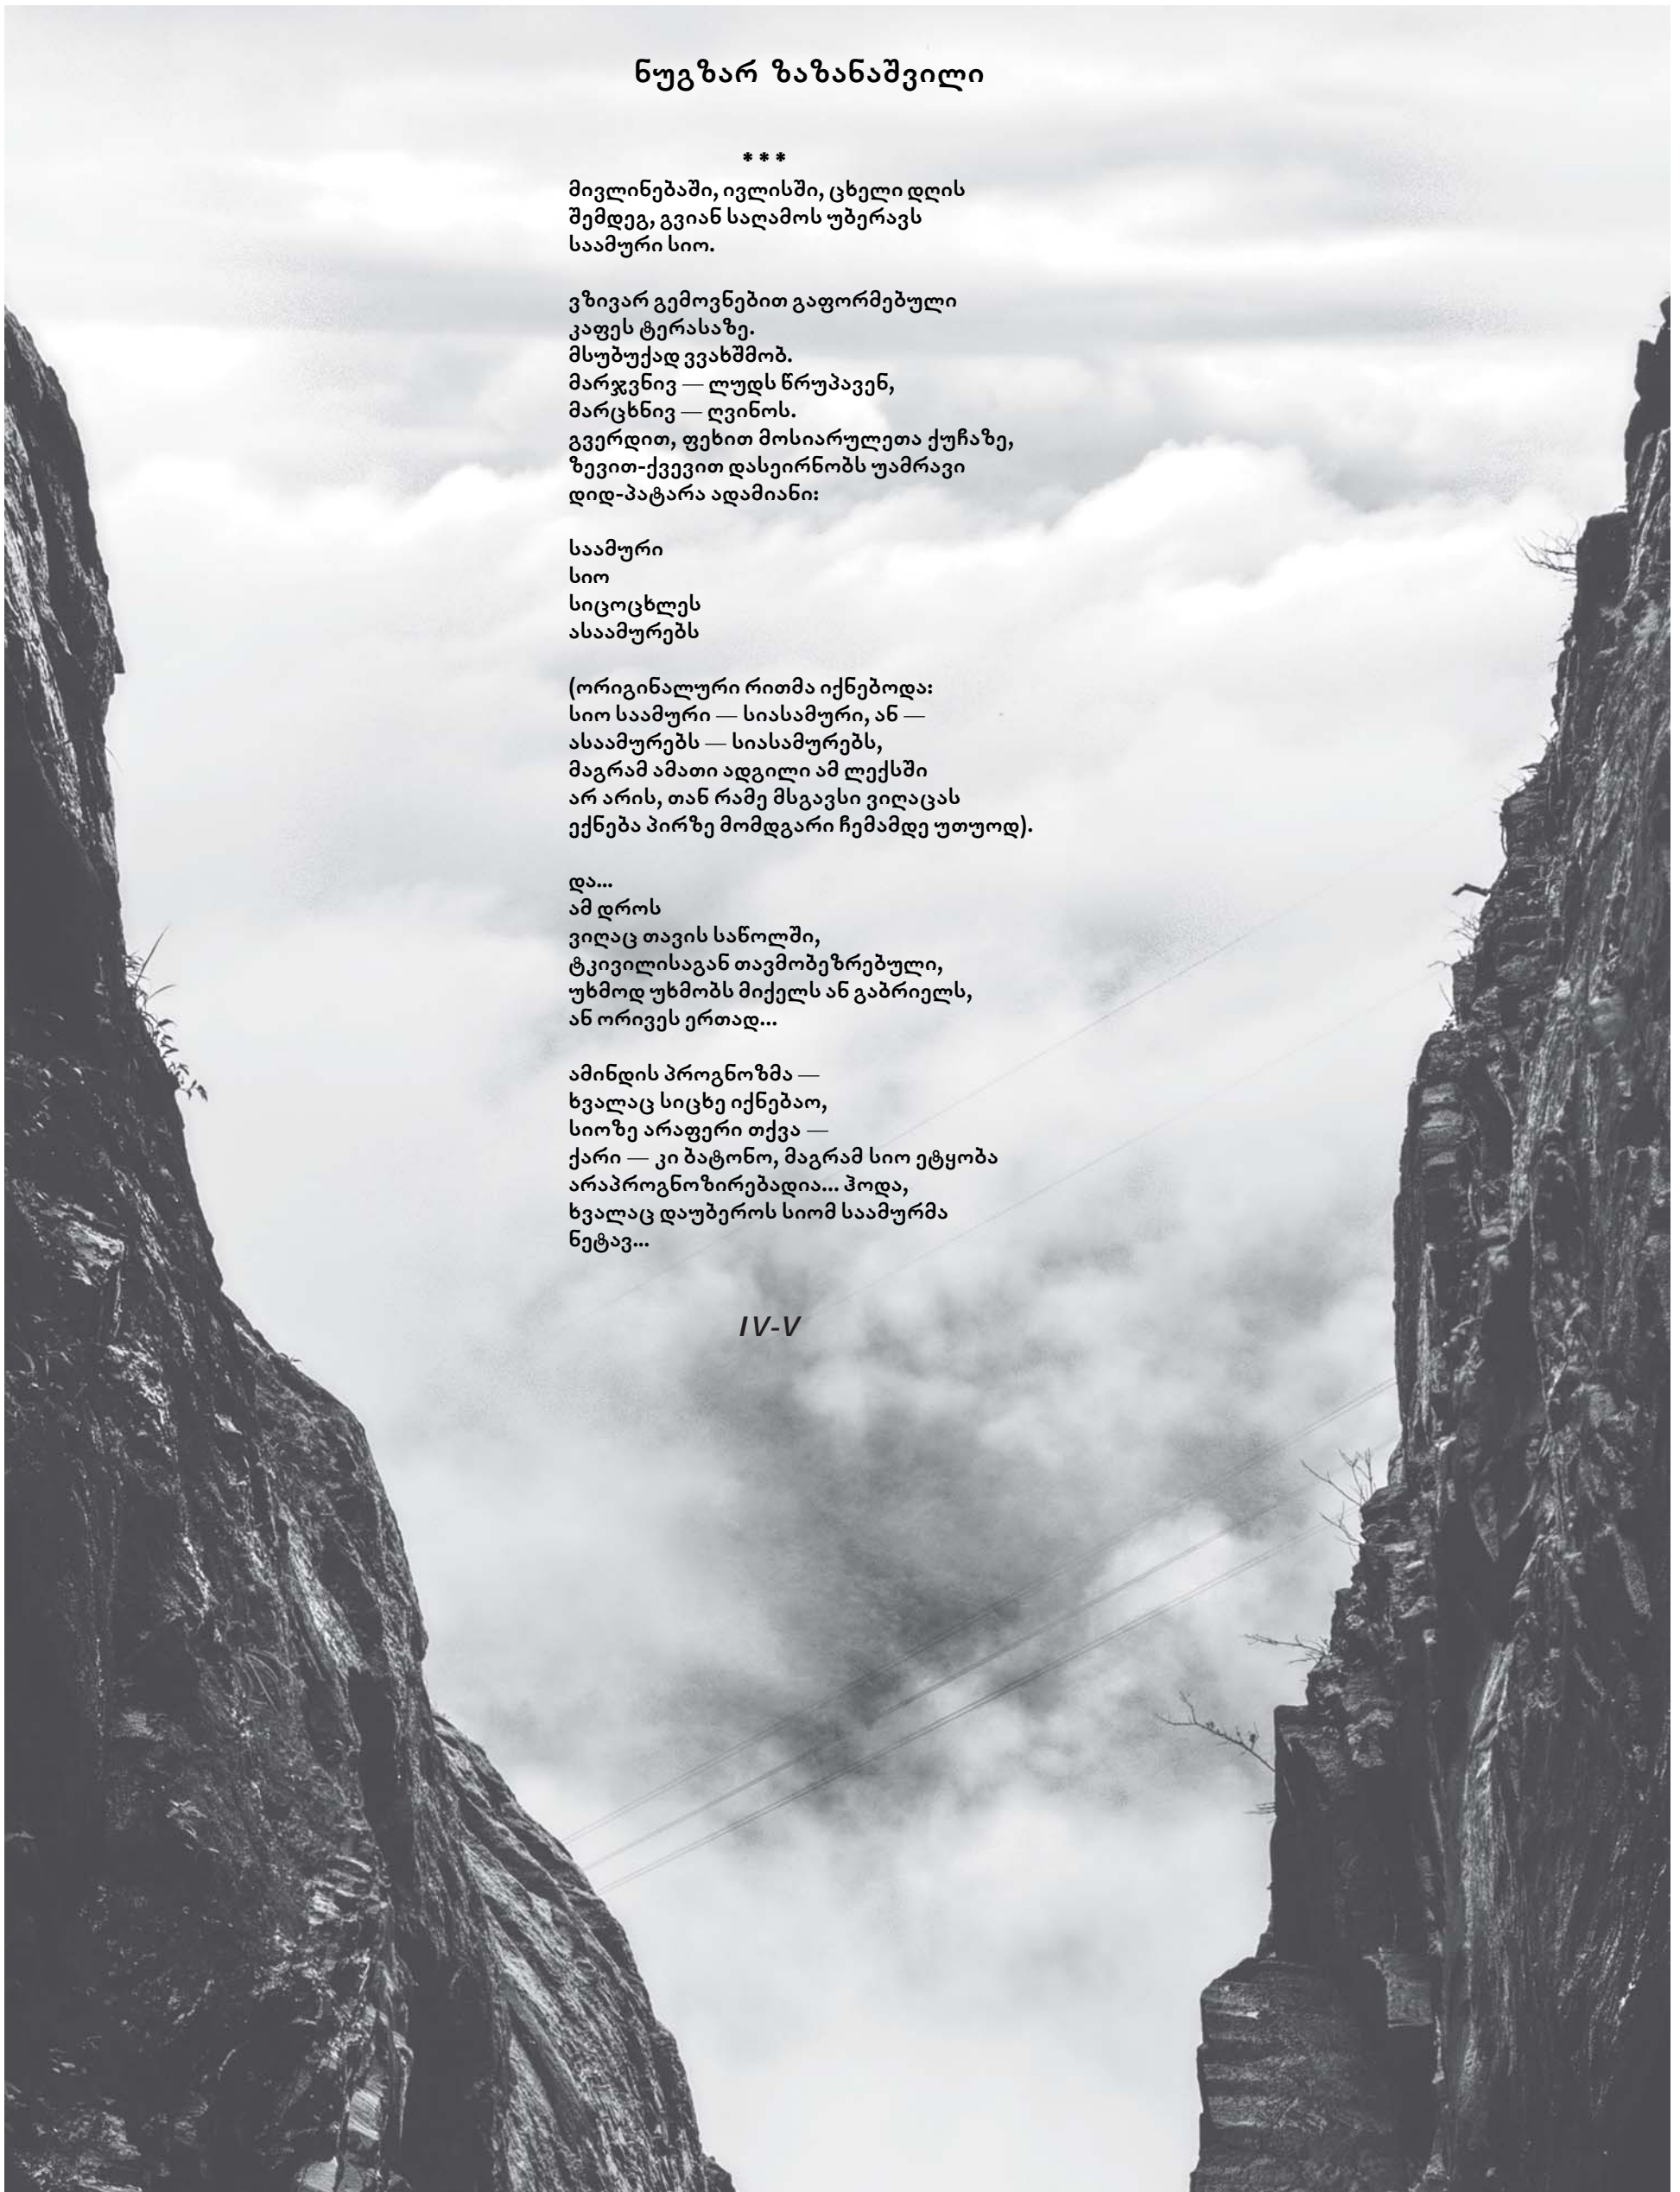 ნუგზარ ზაზანაშვილი
***
მივლინებაში, ივლისში, ცხელი დღის
შემდეგ, გვიან საღამოს უბერავს
საამური სიო.
ვზივარ გემოვნებით გაფორმებული
კაფეს ტერასაზე.
მსუბუქად ვვახშმობ.
მარჯვნივ — ლუდს წრუპავენ,
მარცხნივ — ღვინოს.
გვერდით, ფეხით მოსიარულეთა ქუჩაზე,
ზევით-ქვევით დასეირნობს უამრავი
დიდ-პატარა ადამიანი:
საამური
სიო
სიცოცხლეს
ასაამურებს
(ორიგინალური რითმა იქნებოდა:
სიო საამური — სიასამური, ან —
ასაამურებს — სიასამურებს,
მაგრამ ამათი ადგილი ამ ლექსში
არ არის, თან რამე მსგავსი ვიღაცას
ექნება პირზე მომდგარი ჩემამდე უთუოდ).
და...
ამ დროს
ვიღაც თავის საწოლში,
ტკივილისაგან თავმობეზრებული,
უხმოდ უხმობს მიქელს ან გაბრიელს,
ან ორივეს ერთად...
ამინდის პროგნოზმა —
ხვალაც სიცხე იქნებაო,
სიოზე არაფერი თქვა —
ქარი — კი ბატონო, მაგრამ სიო ეტყობა
არაპროგნოზირებადია... ჰოდა,
ხვალაც დაუბეროს სიომ საამურმა
ნეტავ...
IV-V